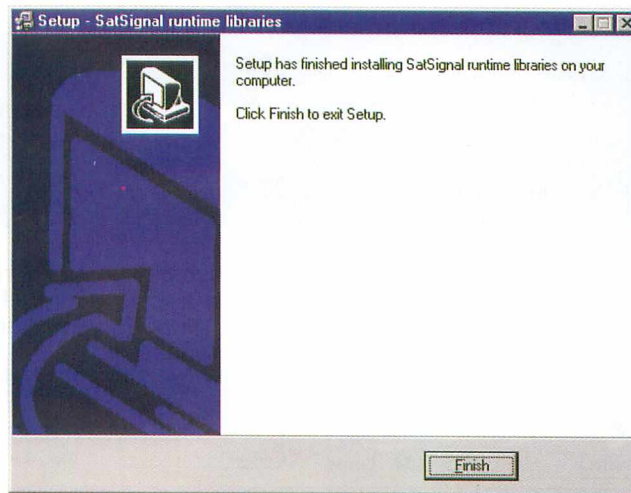 Setup - SatSignal runtime libraries
Setup has finished installing SatSignal runtime libraries on your
computer.
Click Finish to exit Setup.
Finish